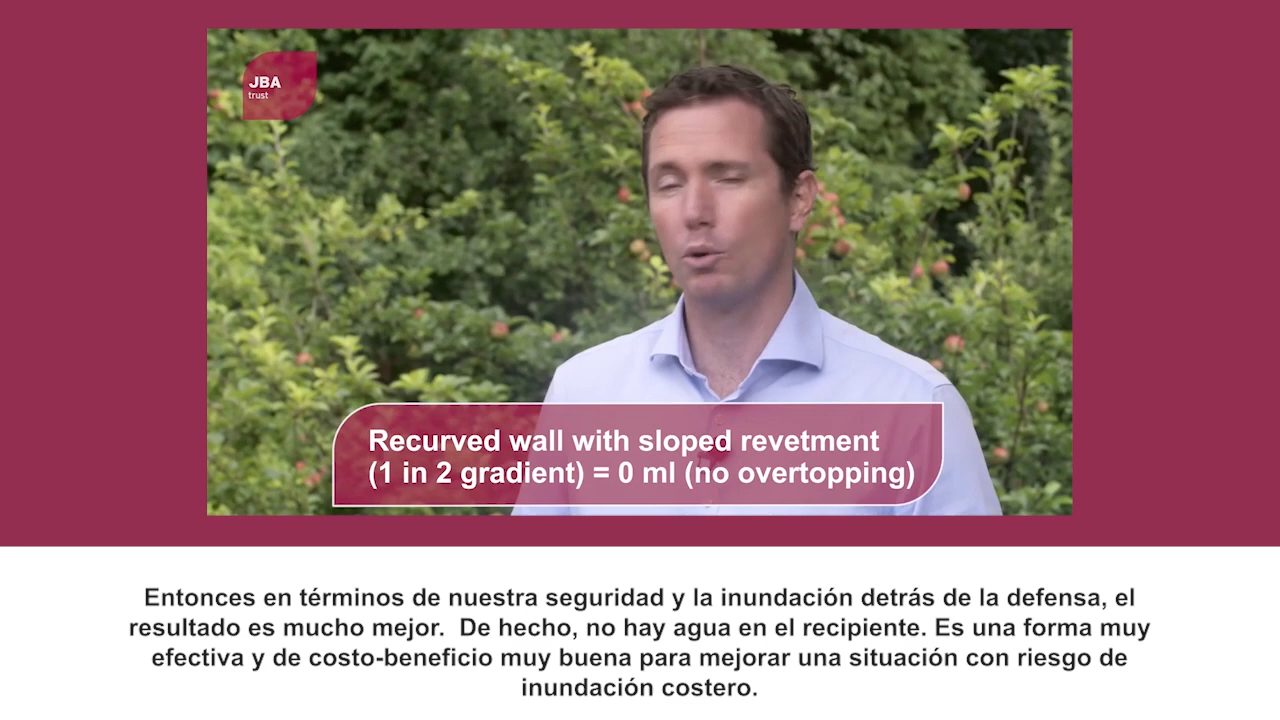 JBA
trust
Recurved wall with sloped revetment
(1 in 2 gradient) = 0 ml (no overtopping)
Entonces en términos de nuestra seguridad y la inundación detrás de la defensa, el
resultado es mucho mejor.  De hecho, no hay agua en el recipiente. Es una forma muy
efectiva y de costo-beneficio muy buena para mejorar una situación con riesgo de
inundación costero.